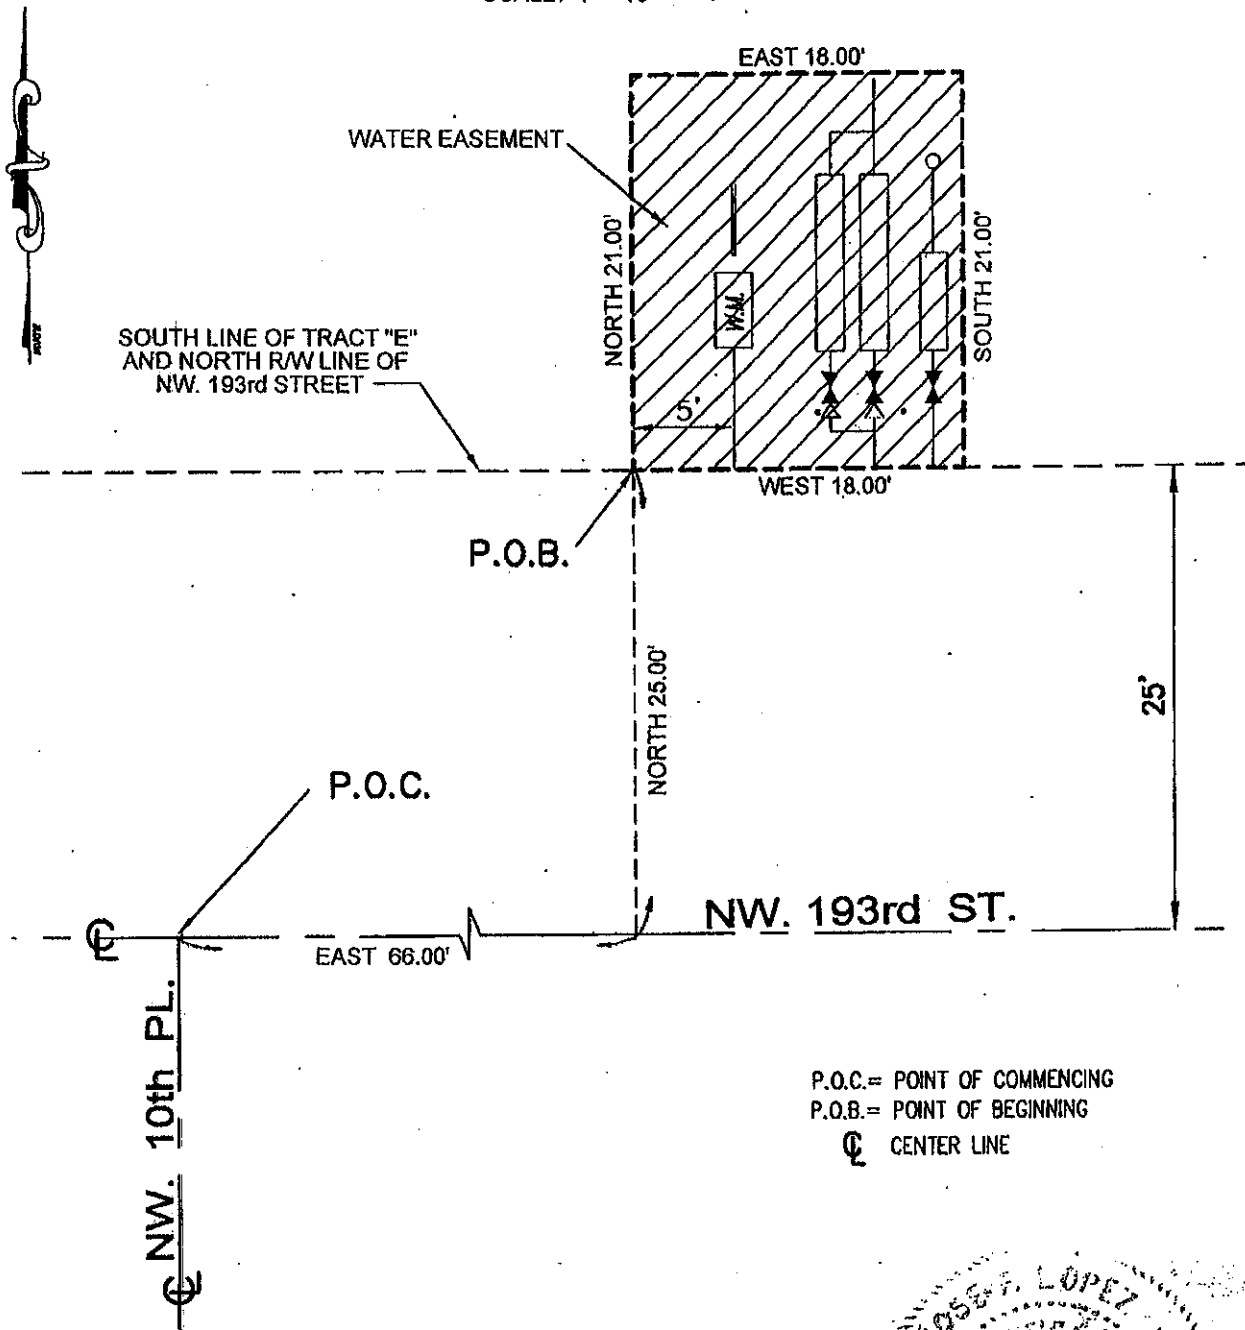 EAST 18.00'
WATER EASEMENT
NORTH 21.00'
W.M.
SOUTH 21.00'
SOUTH LINE OF TRACT "E"
AND NORTH R/W LINE OF
NW. 193rd STREET
5'
WEST 18.00'
P.O.B.
NORTH 25.00'
25'
P.O.C.
NW. 193rd ST.
EAST 66.00'
NW. 10th PL.
P.O.C.= POINT OF COMMENCING
P.O.B.= POINT OF BEGINNING
℄ CENTER LINE
LOPEZ